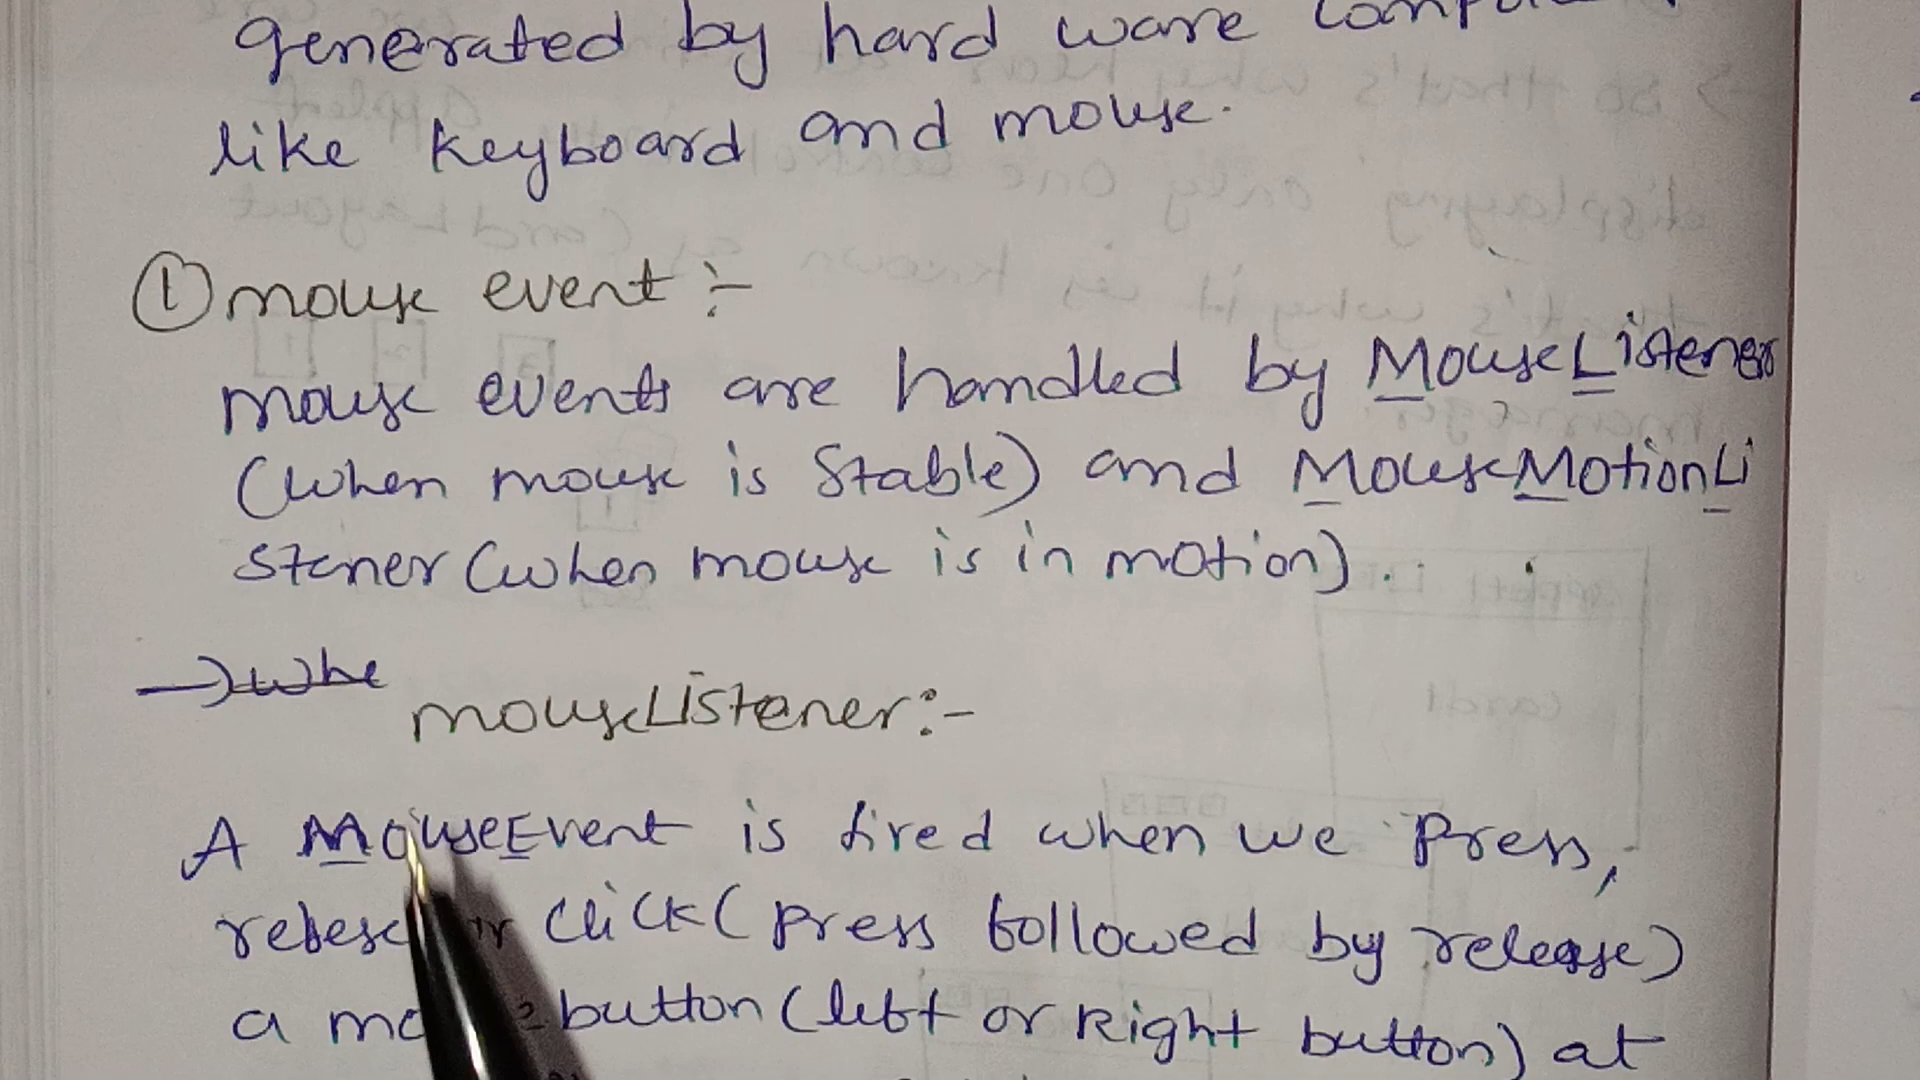 generated by hard ware
like keyboard and mouse.
① mouse event :-
mouse events are handled by MouseListener
(when mouse is Stable) and MouseMotionLi
stener (when mouse is in motion).
→ whe
mouseListener:-
A MouseEvent is fired when we Press,
click (press followed by release)
a button (left or Right button) at